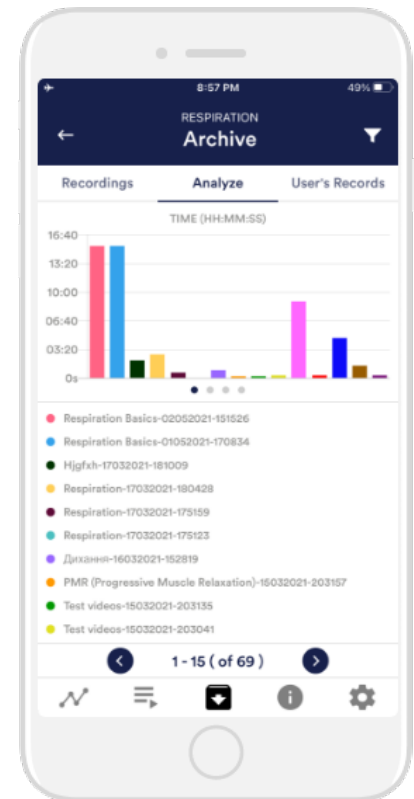 8:57 PM
49%
RESPIRATION
Archive
Recordings
Analyze
User's Records
TIME (HH:MM:SS)
16:40
13:20
10:00
06:40
03:20
0s
Respiration Basics-02052021-151526
Respiration Basics-01052021-170834
Hjgfxh-17032021-181009
Respiration-17032021-180428
Respiration-17032021-175159
Respiration-17032021-175123
Дихання-16032021-152819
PMR (Progressive Muscle Relaxation)-15032021-203157
Test videos-15032021-203135
Test videos-15032021-203041
1 - 15 ( of 69 )